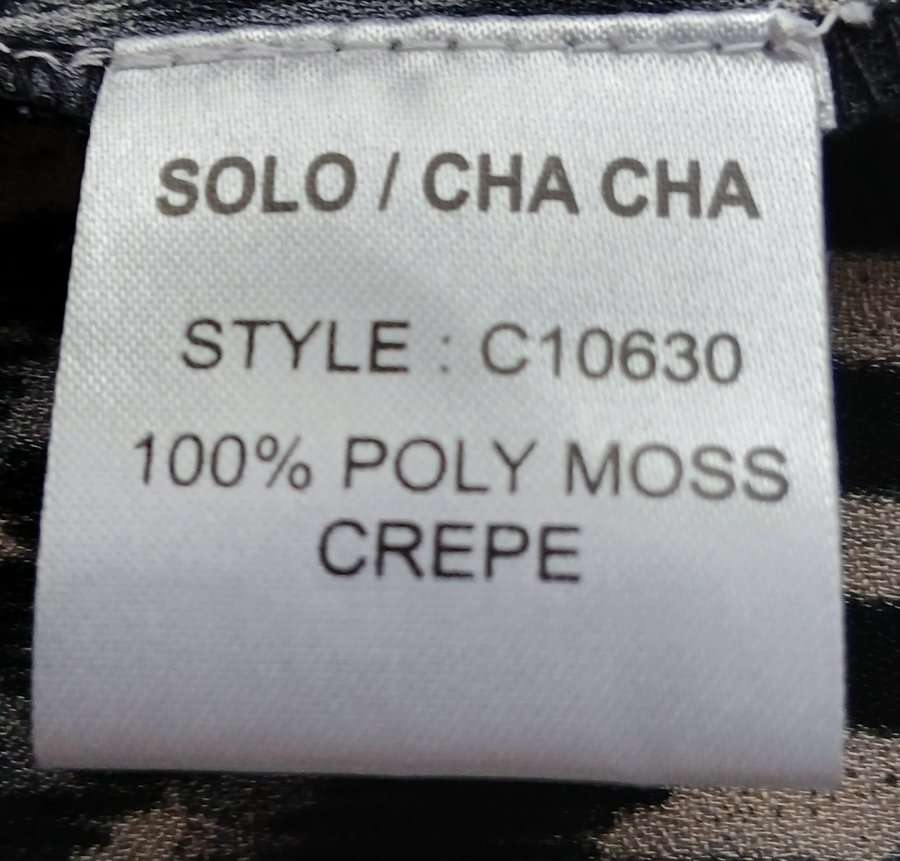 SOLO / CHA CHA
STYLE : C10630
100% POLY MOSS
CREPE